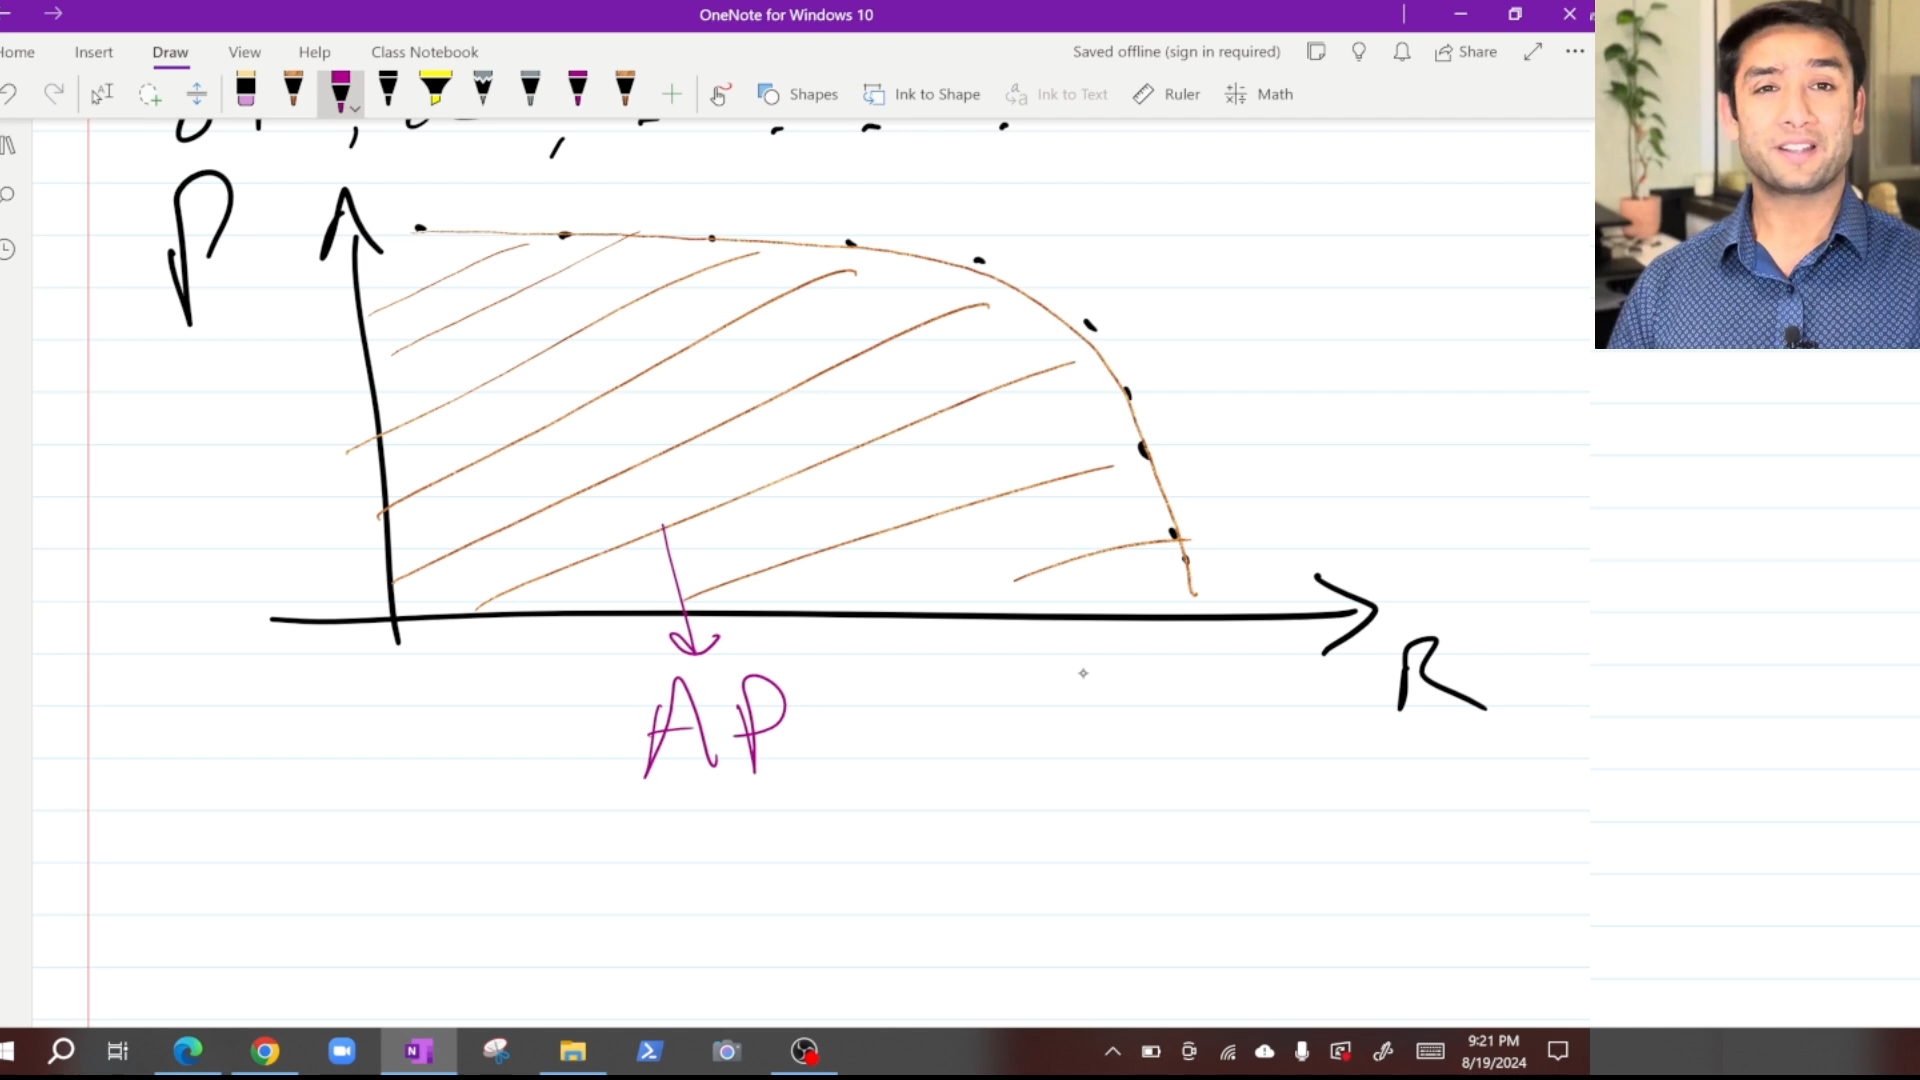 OneNote for Windows 10
Home Insert Draw View Help Class Notebook
Saved offline (sign in required) Share
Shapes Ink to Shape Ink to Text Ruler Math
P
R
AP
9:21 PM
8/19/2024